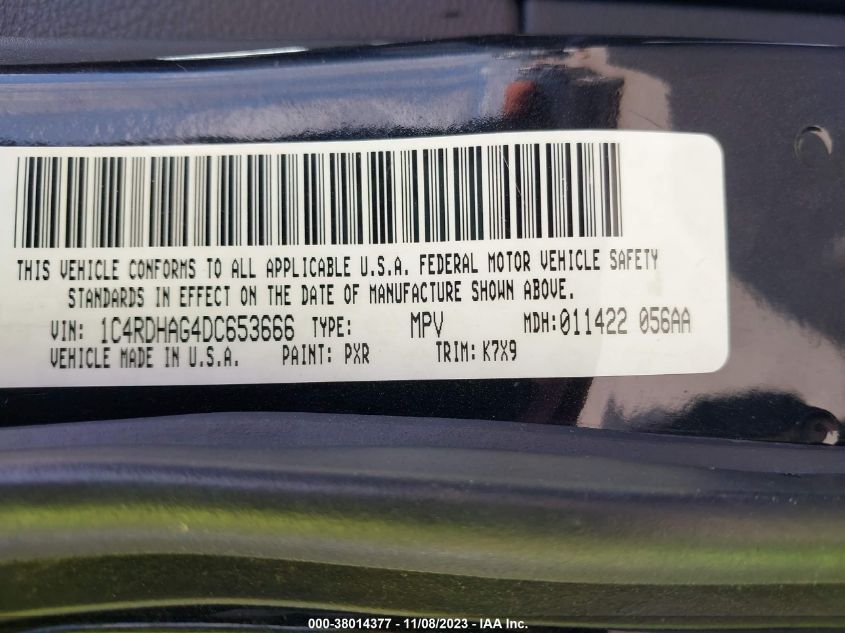 THIS VEHICLE CONFORMS TO ALL APPLICABLE U.S.A. FEDERAL MOTOR VEHICLE SAFETY
STANDARDS IN EFFECT ON THE DATE OF MANUFACTURE SHOWN ABOVE.
VIN: 1C4RDHAG4DC653666 TYPE: MPV MDH:011422 056AA
VEHICLE MADE IN U.S.A. PAINT: PXR TRIM: K7X9
000-38014377 - 11/08/2023 - IAA Inc.